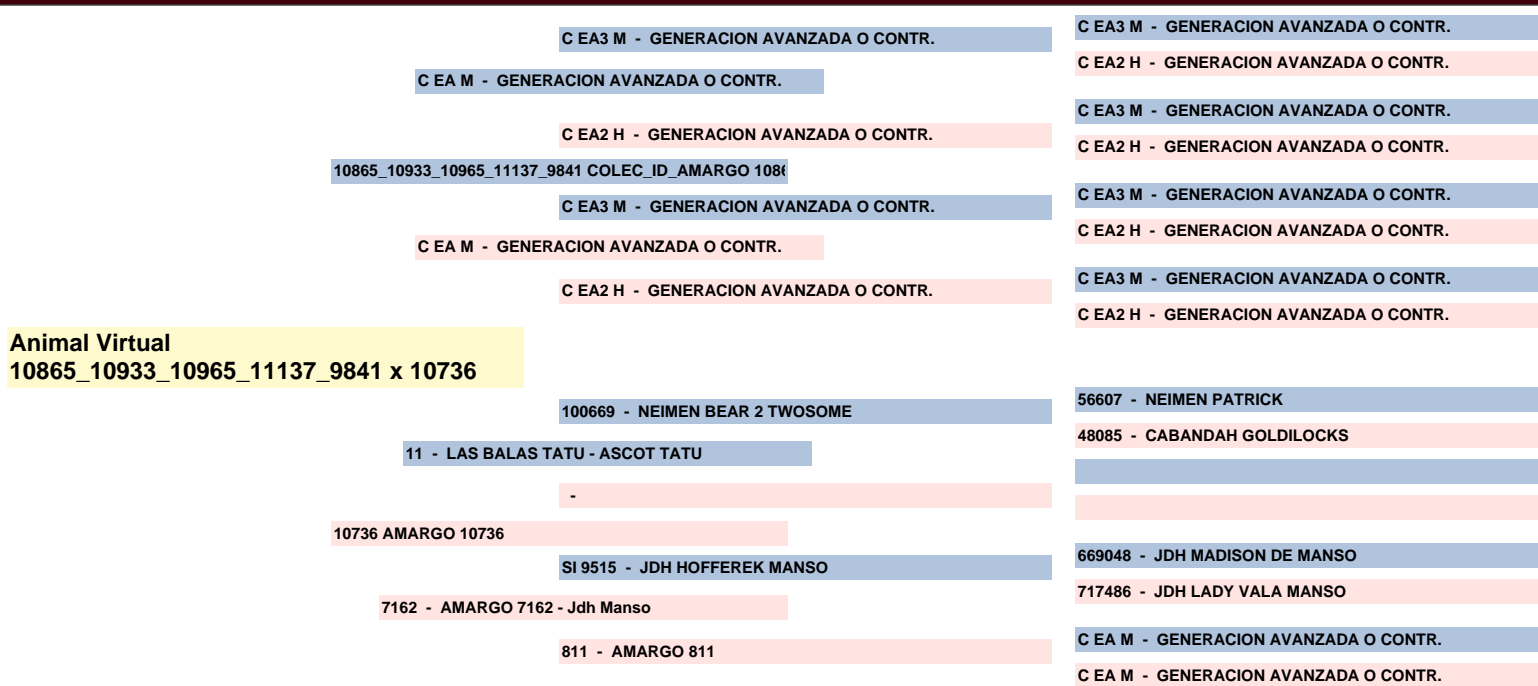 C EA3 M - GENERACION AVANZADA O CONTR.
C EA3 M - GENERACION AVANZADA O CONTR.
C EA2 H - GENERACION AVANZADA O CONTR.
C EA M - GENERACION AVANZADA O CONTR.
C EA3 M - GENERACION AVANZADA O CONTR.
C EA2 H - GENERACION AVANZADA O CONTR.
C EA2 H - GENERACION AVANZADA O CONTR.
10865_10933_10965_11137_9841 COLEC_ID_AMARGO 1086
C EA3 M - GENERACION AVANZADA O CONTR.
C EA3 M - GENERACION AVANZADA O CONTR.
C EA2 H - GENERACION AVANZADA O CONTR.
C EA M - GENERACION AVANZADA O CONTR.
C EA3 M - GENERACION AVANZADA O CONTR.
C EA2 H - GENERACION AVANZADA O CONTR.
C EA2 H - GENERACION AVANZADA O CONTR.
Animal Virtual
10865_10933_10965_11137_9841 x 10736
56607 - NEIMEN PATRICK
100669 - NEIMEN BEAR 2 TWOSOME
48085 - CABANDAH GOLDILOCKS
11 - LAS BALAS TATU - ASCOT TATU
-
10736 AMARGO 10736
669048 - JDH MADISON DE MANSO
SI 9515 - JDH HOFFEREK MANSO
717486 - JDH LADY VALA MANSO
7162 - AMARGO 7162 - Jdh Manso
C EA M - GENERACION AVANZADA O CONTR.
811 - AMARGO 811
C EA M - GENERACION AVANZADA O CONTR.